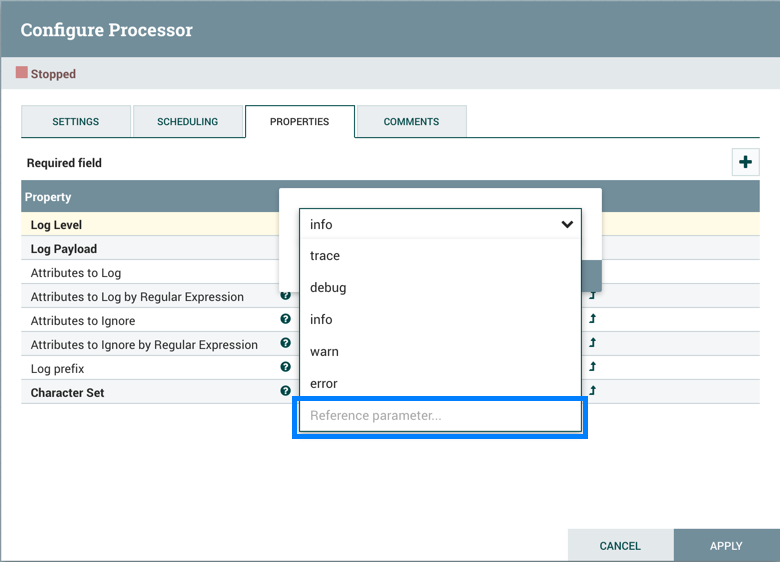 Configure Processor
Stopped
SETTINGS
SCHEDULING
PROPERTIES
COMMENTS
Required field
Property
Log Level
Log Payload
Attributes to Log
Attributes to Log by Regular Expression
Attributes to Ignore
Attributes to Ignore by Regular Expression
Log prefix
Character Set
info
trace
debug
info
warn
error
Reference parameter...
CANCEL
APPLY